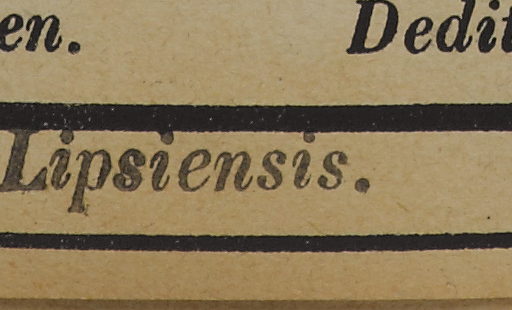 en. Dedit
Lipsiensis.